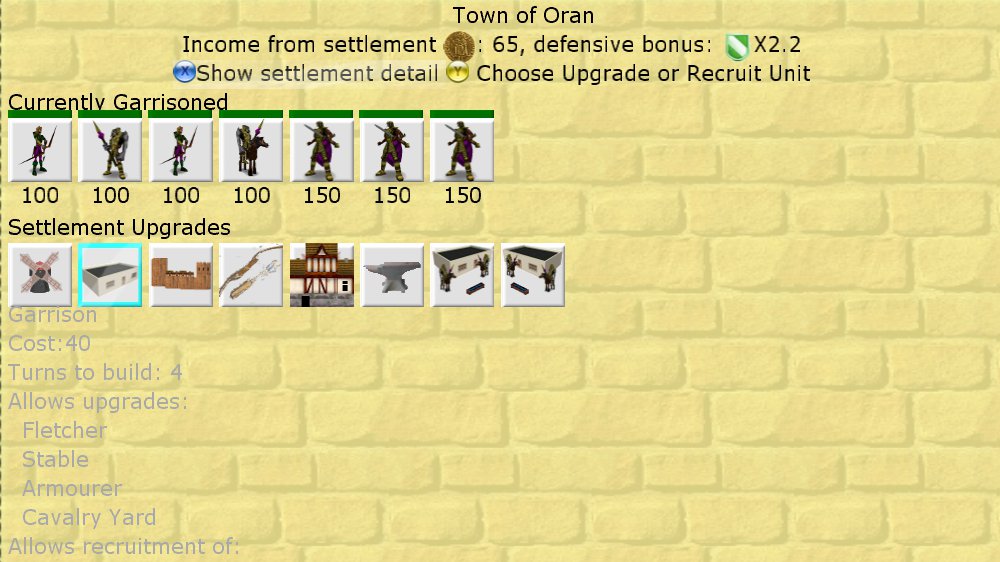 Town of Oran
Income from settlement : 65, defensive bonus: X2.2
X Show settlement detail Y Choose Upgrade or Recruit Unit
Currently Garrisoned
100 100 100 100 150 150 150
Settlement Upgrades
Garrison
Cost:40
Turns to build: 4
Allows upgrades:
Fletcher
Stable
Armourer
Cavalry Yard
Allows recruitment of: